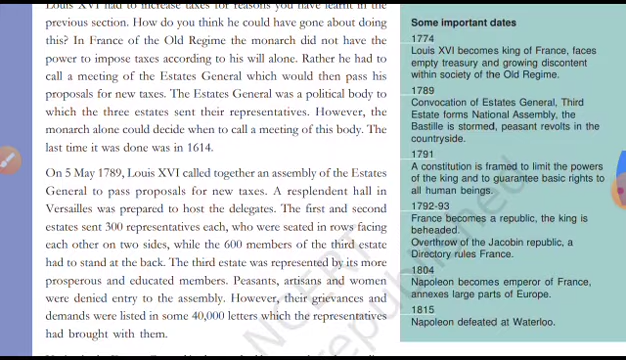 Louis XVI had to increase taxes for reasons you have learnt in the
previous section. How do you think he could have gone about doing
this? In France of the Old Regime the monarch did not have the
power to impose taxes according to his will alone. Rather he had to
call a meeting of the Estates General which would then pass his
proposals for new taxes. The Estates General was a political body to
which the three estates sent their representatives. However, the
monarch alone could decide when to call a meeting of this body. The
last time it was done was in 1614.
On 5 May 1789, Louis XVI called together an assembly of the Estates
General to pass proposals for new taxes. A resplendent hall in
Versailles was prepared to host the delegates. The first and second
estates sent 300 representatives each, who were seated in rows facing
each other on two sides, while the 600 members of the third estate
had to stand at the back. The third estate was represented by its more
prosperous and educated members. Peasants, artisans and women
were denied entry to the assembly. However, their grievances and
demands were listed in some 40,000 letters which the representatives
had brought with them.
Some important dates
1774
Louis XVI becomes king of France, faces
empty treasury and growing discontent
within society of the Old Regime.
1789
Convocation of Estates General, Third
Estate forms National Assembly, the
Bastille is stormed, peasant revolts in the
countryside.
1791
A constitution is framed to limit the powers
of the king and to guarantee basic rights to
all human beings.
1792-93
France becomes a republic, the king is
beheaded.
Overthrow of the Jacobin republic, a
Directory rules France.
1804
Napoleon becomes emperor of France,
annexes large parts of Europe.
1815
Napoleon defeated at Waterloo.
NCERT
republished